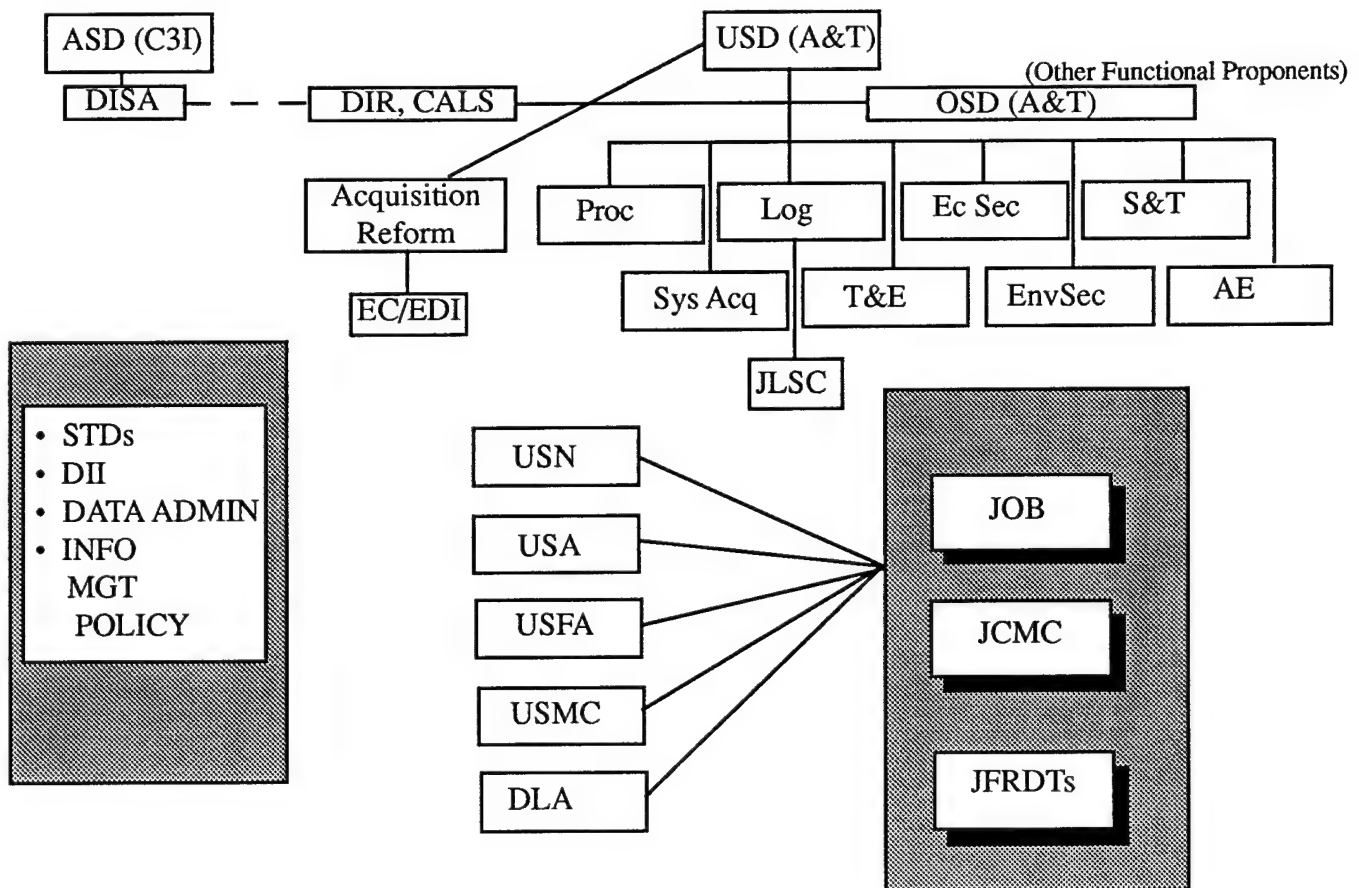 ASD (C3I)
USD (A&T)
(Other Functional Proponents)
DISA
DIR, CALS
OSD (A&T)
Acquisition
Reform
Proc
Log
Ec Sec
S&T
EC/EDI
Sys Acq
T&E
EnvSec
AE
JLSC
• STDs
• DII
• DATA ADMIN
• INFO
MGT
POLICY
USN
USA
USFA
USMC
DLA
JOB
JCMC
JFRDTs